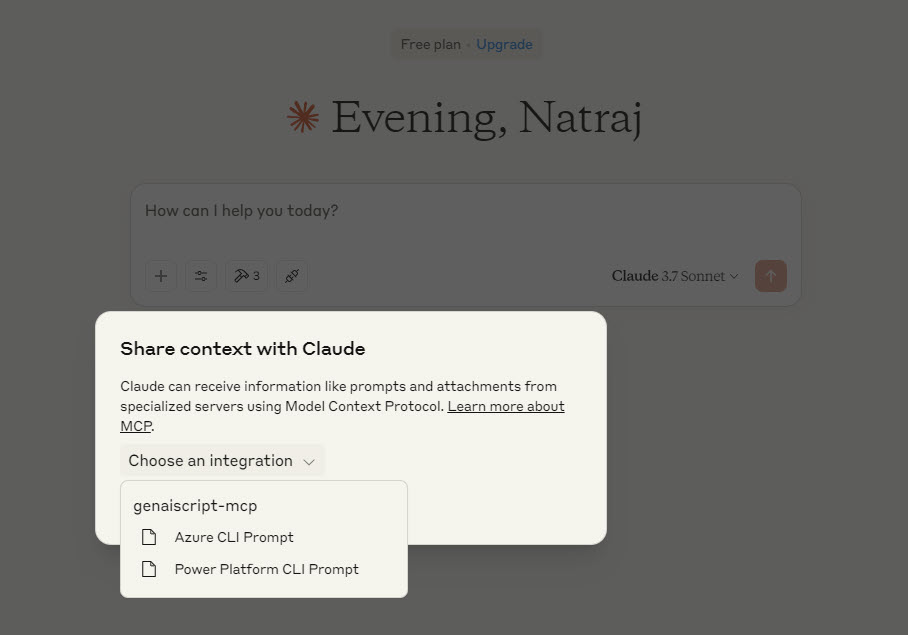 Free plan · Upgrade
Evening, Natraj
How can I help you today?
3
Claude 3.7 Sonnet
Share context with Claude
Claude can receive information like prompts and attachments from
specialized servers using Model Context Protocol. Learn more about
MCP.
Choose an integration
genaiscript-mcp
Azure CLI Prompt
Power Platform CLI Prompt